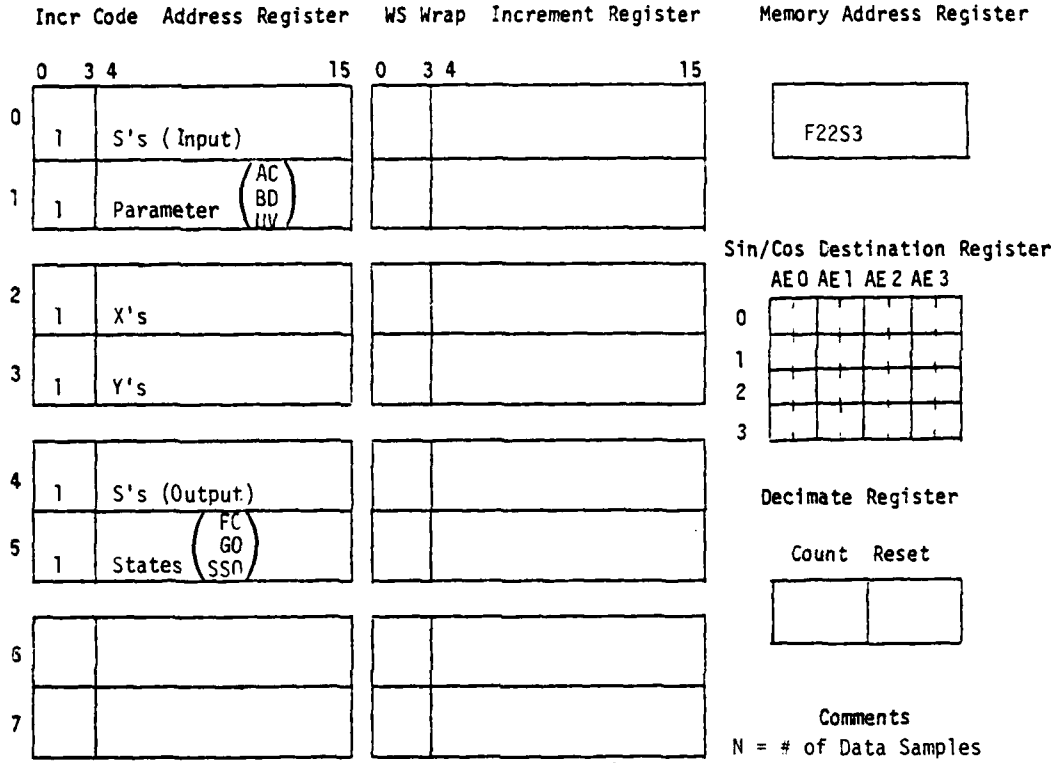 Incr Code Address Register WS Wrap Increment Register Memory Address Register
0 3 4 15 0 3 4 15
0 1 S's (Input) F22S3
1 1 Parameter (AC
BD
UV)
Sin/Cos Destination Register
AE0 AE1 AE2 AE3
2 1 X's 0
1
3 1 Y's 2
3
4 1 S's (Output)
Decimate Register
5 1 States (FC
GO
SSO)
Count Reset
6
7
Comments
N = # of Data Samples